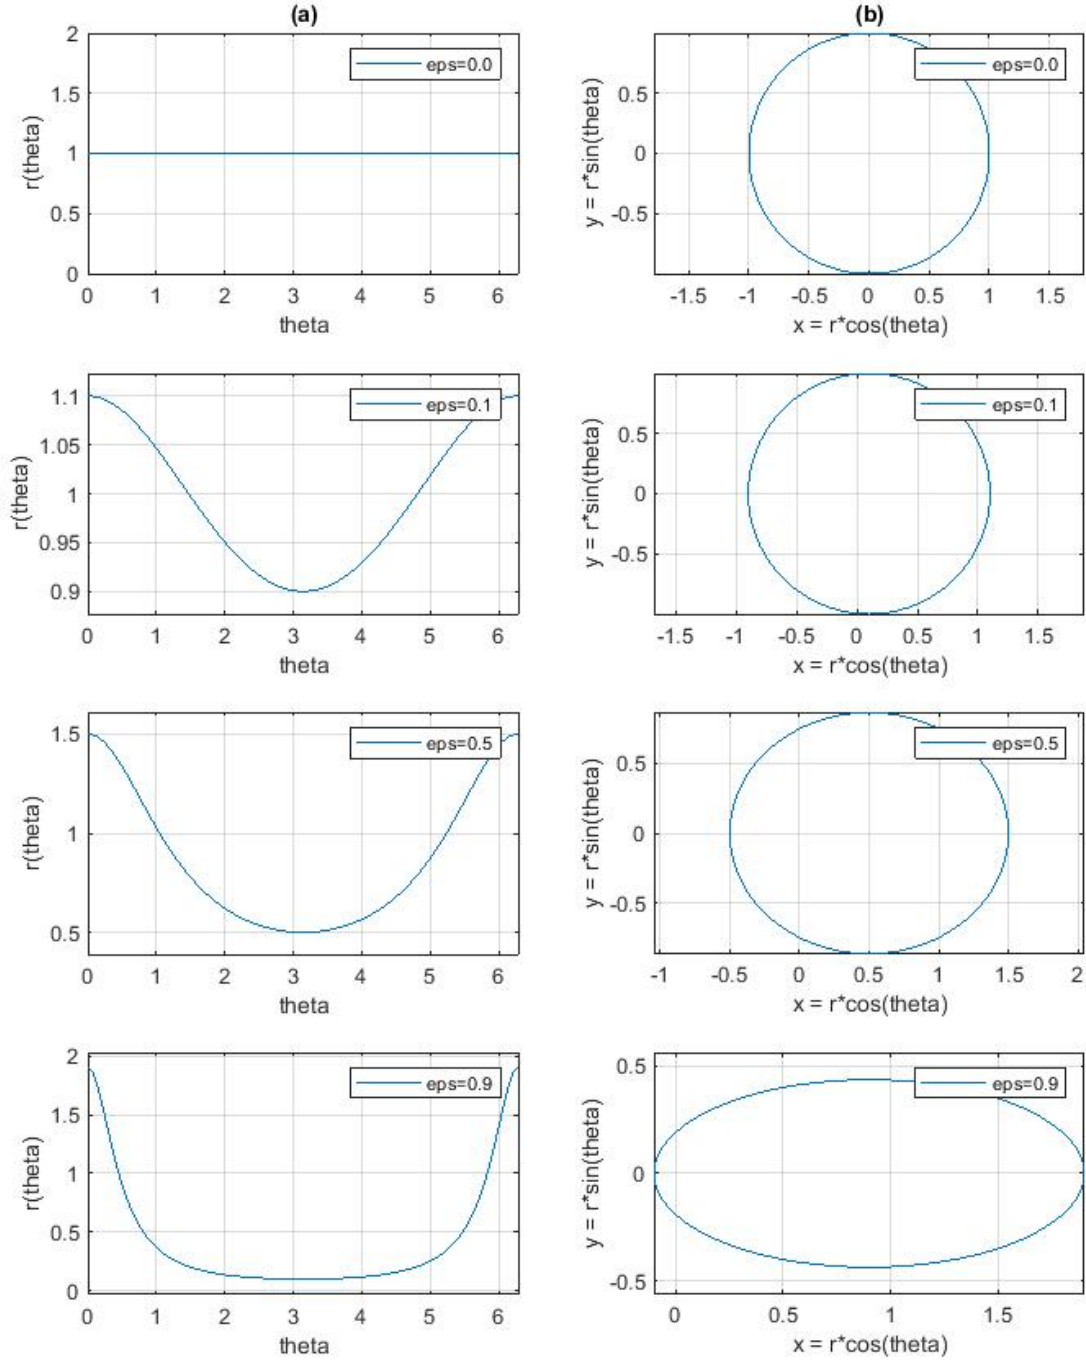 (a)
2
1.5
1
0.5
0
r(theta)
eps=0.0
0 1 2 3 4 5 6
theta
(b)
0.5
0
-0.5
y = r*sin(theta)
eps=0.0
-1.5 -1 -0.5 0 0.5 1 1.5
x = r*cos(theta)
1.1
1.05
1
0.95
0.9
r(theta)
eps=0.1
0 1 2 3 4 5 6
theta
0.5
0
-0.5
y = r*sin(theta)
eps=0.1
-1.5 -1 -0.5 0 0.5 1 1.5
x = r*cos(theta)
1.5
1
0.5
r(theta)
eps=0.5
0 1 2 3 4 5 6
theta
0.5
0
-0.5
y = r*sin(theta)
eps=0.5
-1 -0.5 0 0.5 1 1.5 2
x = r*cos(theta)
2
1.5
1
0.5
0
r(theta)
eps=0.9
0 1 2 3 4 5 6
theta
0.5
0
-0.5
y = r*sin(theta)
eps=0.9
0 0.5 1 1.5
x = r*cos(theta)